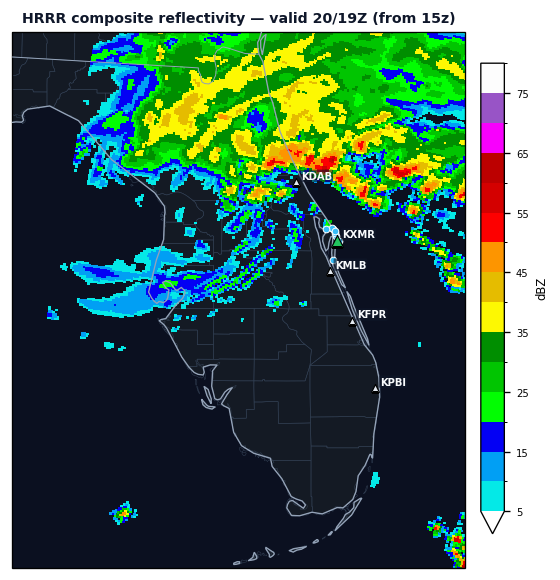 HRRR composite reflectivity — valid 20/19Z (from 15z)
KDAB
KXMR
KMLB
KFPR
KPBI
75
65
55
45
35
25
15
5
dBZ